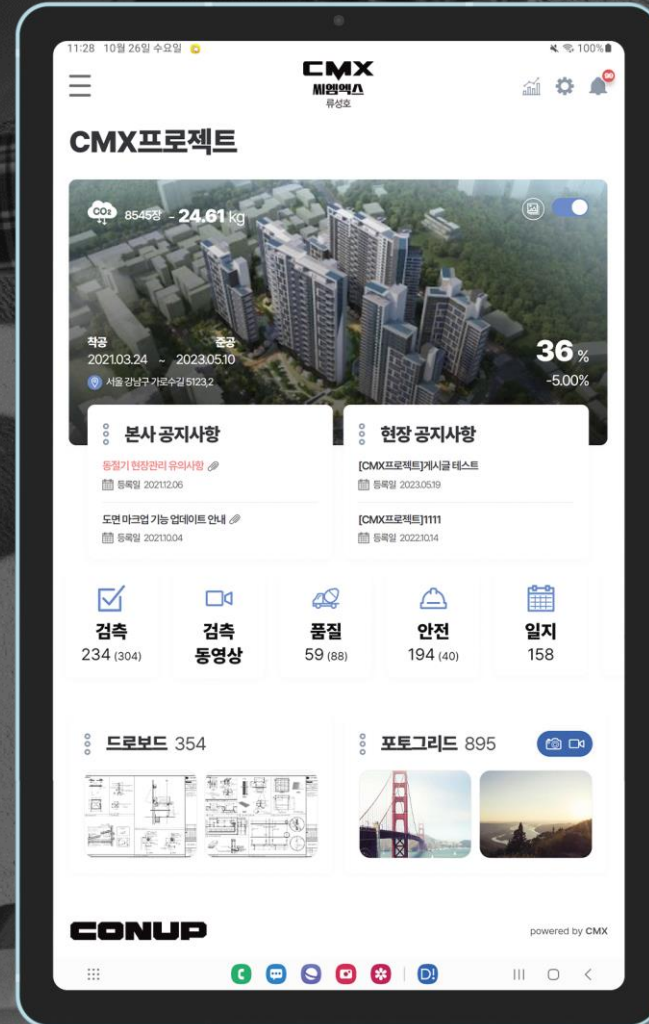 11:28 10월 26일 수요일
100%
CMX
씨엠엑스
류성호
99
CMX프로젝트
CO₂
8545장 - 24.61 kg
착공 준공
2021.03.24 ~ 2023.05.10
서울 강남구 가로수길 5123,2
36 %
-5.00%
본사 공지사항
동절기 현장관리 유의사항
등록일 2021.12.06
도면 마크업 기능 업데이트 안내
등록일 2021.10.04
현장 공지사항
[CMX프로젝트]게시글 테스트
등록일 2023.05.19
[CMX프로젝트]1111
등록일 2022.10.14
검측
234 (304)
검측
동영상
품질
59 (88)
안전
194 (40)
일지
158
드로보드 354
포토그리드 895
CONUP
powered by CMX
D!